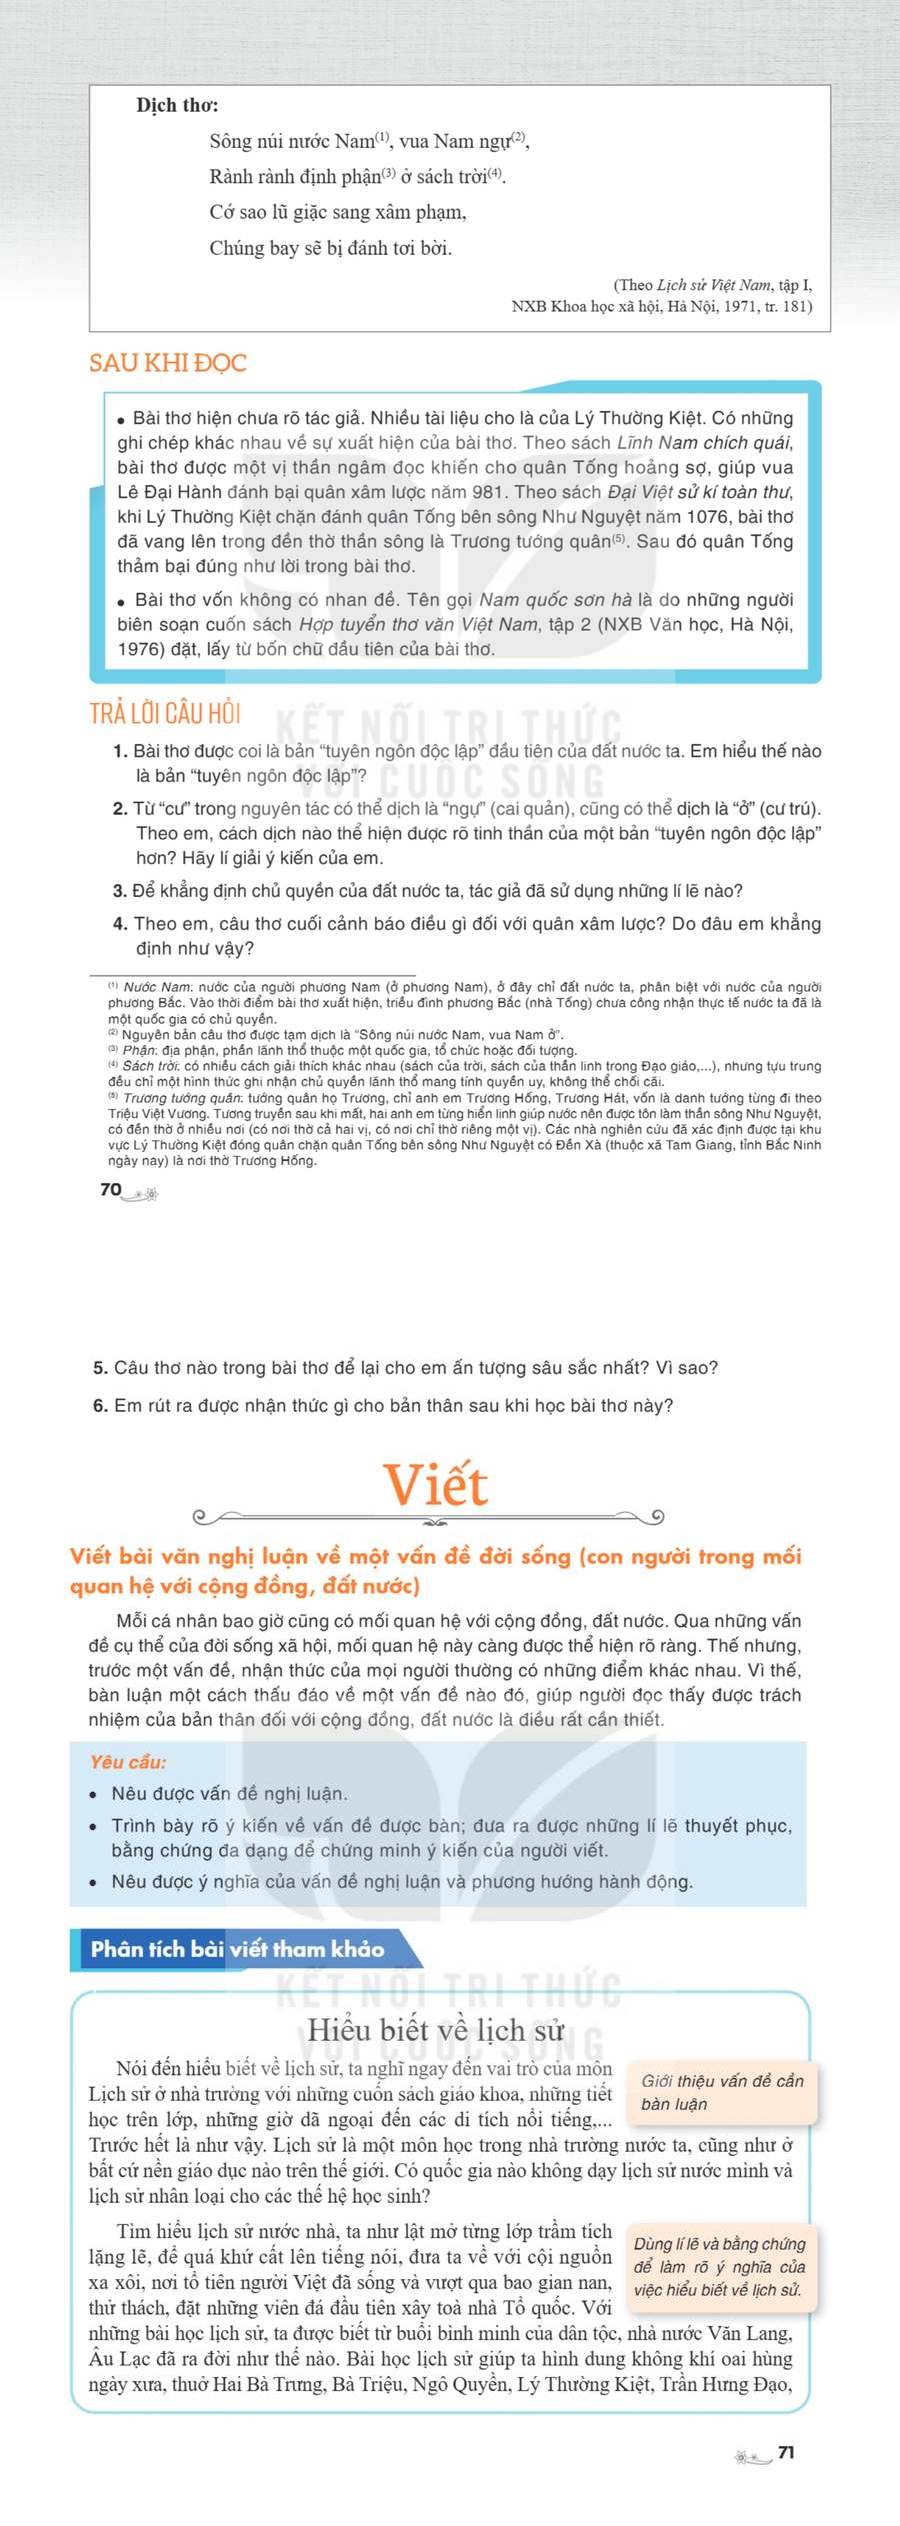 Dịch thơ:
Sông núi nước Nam(1), vua Nam ngự(2),
Rành rành định phận(3) ở sách trời(4).
Cớ sao lũ giặc sang xâm phạm,
Chúng bay sẽ bị đánh tơi bời.
(Theo Lịch sử Việt Nam, tập I,
NXB Khoa học xã hội, Hà Nội, 1971, tr. 181)
SAU KHI ĐỌC
• Bài thơ hiện chưa rõ tác giả. Nhiều tài liệu cho là của Lý Thường Kiệt. Có những
ghi chép khác nhau về sự xuất hiện của bài thơ. Theo sách Lĩnh Nam chích quái,
bài thơ được một vị thần ngâm đọc khiến cho quân Tống hoảng sợ, giúp vua
Lê Đại Hành đánh bại quân xâm lược năm 981. Theo sách Đại Việt sử kí toàn thư,
khi Lý Thường Kiệt chặn đánh quân Tống bên sông Như Nguyệt năm 1076, bài thơ
đã vang lên trong đền thờ thần sông là Trương tướng quân(5). Sau đó quân Tống
thảm bại đúng như lời trong bài thơ.
• Bài thơ vốn không có nhan đề. Tên gọi Nam quốc sơn hà là do những người
biên soạn cuốn sách Hợp tuyển thơ văn Việt Nam, tập 2 (NXB Văn học, Hà Nội,
1976) đặt, lấy từ bốn chữ đầu tiên của bài thơ.
TRẢ LỜI CÂU HỎI
KẾT NỐI TRI THỨC
VỚI CUỘC SỐNG
1. Bài thơ được coi là bản “tuyên ngôn độc lập” đầu tiên của đất nước ta. Em hiểu thế nào
là bản “tuyên ngôn độc lập”?
2. Từ “cư” trong nguyên tác có thể dịch là “ngự” (cai quản), cũng có thể dịch là “ở” (cư trú).
Theo em, cách dịch nào thể hiện được rõ tinh thần của một bản “tuyên ngôn độc lập”
hơn? Hãy lí giải ý kiến của em.
3. Để khẳng định chủ quyền của đất nước ta, tác giả đã sử dụng những lí lẽ nào?
4. Theo em, câu thơ cuối cảnh báo điều gì đối với quân xâm lược? Do đâu em khẳng
định như vậy?
(1) Nước Nam: nước của người phương Nam (ở phương Nam), ở đây chỉ đất nước ta, phân biệt với nước của người
phương Bắc. Vào thời điểm bài thơ xuất hiện, triều đình phương Bắc (nhà Tống) chưa công nhận thực tế nước ta đã là
một quốc gia có chủ quyền.
(2) Nguyên bản câu thơ được tạm dịch là “Sông núi nước Nam, vua Nam ở”.
(3) Phận: địa phận, phần lãnh thổ thuộc một quốc gia, tổ chức hoặc đối tượng.
(4) Sách trời: có nhiều cách giải thích khác nhau (sách của trời, sách của thần linh trong Đạo giáo,...), nhưng tựu trung
đều chỉ một hình thức ghi nhận chủ quyền lãnh thổ mang tính quyền uy, không thể chối cãi.
(5) Trương tướng quân: tướng quân họ Trương, chỉ anh em Trương Hống, Trương Hát, vốn là danh tướng từng đi theo
Triệu Việt Vương. Tương truyền sau khi mất, hai anh em từng hiển linh giúp nước nên được tôn làm thần sông Như Nguyệt,
có đền thờ ở nhiều nơi (có nơi thờ cả hai vị, có nơi chỉ thờ riêng một vị). Các nhà nghiên cứu đã xác định được tại khu
vực Lý Thường Kiệt đóng quân chặn quân Tống bên sông Như Nguyệt có Đền Xà (thuộc xã Tam Giang, tỉnh Bắc Ninh
ngày nay) là nơi thờ Trương Hống.
70
5. Câu thơ nào trong bài thơ để lại cho em ấn tượng sâu sắc nhất? Vì sao?
6. Em rút ra được nhận thức gì cho bản thân sau khi học bài thơ này?
Viết
Viết bài văn nghị luận về một vấn đề đời sống (con người trong mối
quan hệ với cộng đồng, đất nước)
Mỗi cá nhân bao giờ cũng có mối quan hệ với cộng đồng, đất nước. Qua những vấn
đề cụ thể của đời sống xã hội, mối quan hệ này càng được thể hiện rõ ràng. Thế nhưng,
trước một vấn đề, nhận thức của mọi người thường có những điểm khác nhau. Vì thế,
bàn luận một cách thấu đáo về một vấn đề nào đó, giúp người đọc thấy được trách
nhiệm của bản thân đối với cộng đồng, đất nước là điều rất cần thiết.
Yêu cầu:
• Nêu được vấn đề nghị luận.
• Trình bày rõ ý kiến về vấn đề được bàn; đưa ra được những lí lẽ thuyết phục,
bằng chứng đa dạng để chứng minh ý kiến của người viết.
• Nêu được ý nghĩa của vấn đề nghị luận và phương hướng hành động.
Phân tích bài viết tham khảo
KẾT NỐI TRI THỨC
VỚI CUỘC SỐNG
Hiểu biết về lịch sử
Nói đến hiểu biết về lịch sử, ta nghĩ ngay đến vai trò của môn
Lịch sử ở nhà trường với những cuốn sách giáo khoa, những tiết
học trên lớp, những giờ dã ngoại đến các di tích nổi tiếng,...
Trước hết là như vậy. Lịch sử là một môn học trong nhà trường nước ta, cũng như ở
bất cứ nền giáo dục nào trên thế giới. Có quốc gia nào không dạy lịch sử nước mình và
lịch sử nhân loại cho các thế hệ học sinh?
Giới thiệu vấn đề cần
bàn luận
Tìm hiểu lịch sử nước nhà, ta như lật mở từng lớp trầm tích
lặng lẽ, để quá khứ cất lên tiếng nói, đưa ta về với cội nguồn
xa xôi, nơi tổ tiên người Việt đã sống và vượt qua bao gian nan,
thử thách, đặt những viên đá đầu tiên xây toà nhà Tổ quốc. Với
những bài học lịch sử, ta được biết từ buổi bình minh của dân tộc, nhà nước Văn Lang,
Âu Lạc đã ra đời như thế nào. Bài học lịch sử giúp ta hình dung không khí oai hùng
ngày xưa, thuở Hai Bà Trưng, Bà Triệu, Ngô Quyền, Lý Thường Kiệt, Trần Hưng Đạo,
Dùng lí lẽ và bằng chứng
để làm rõ ý nghĩa của
việc hiểu biết về lịch sử.
71